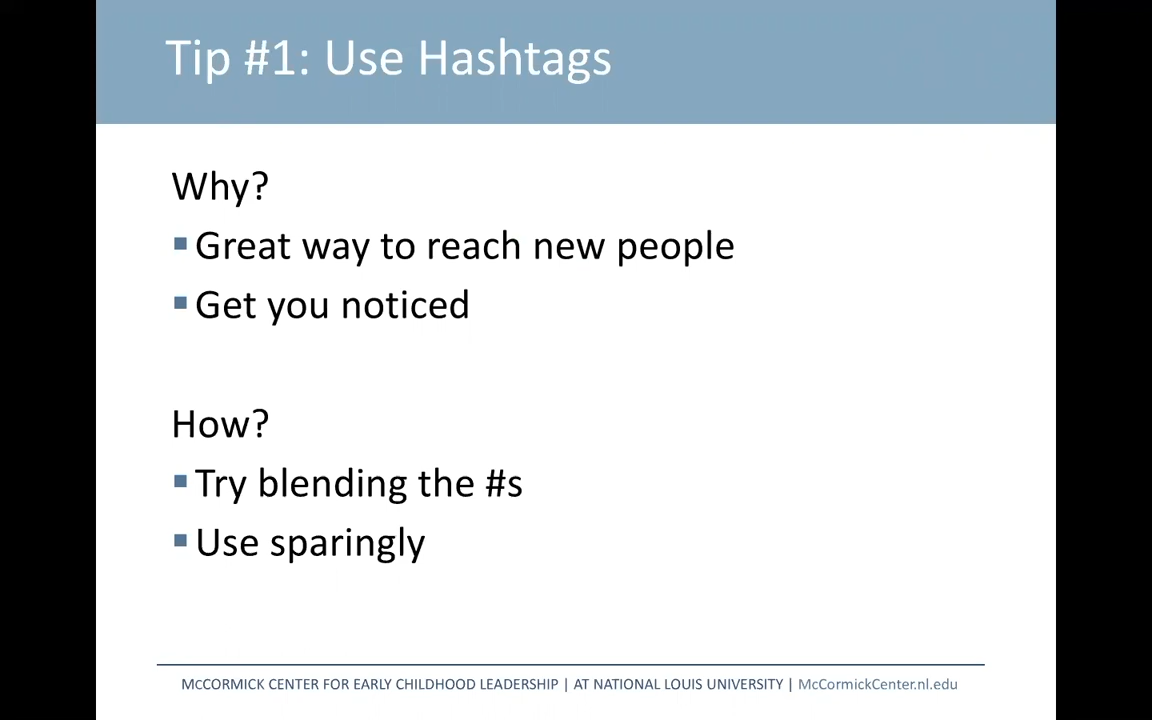 Tip #1: Use Hashtags
Why?
▪ Great way to reach new people
▪ Get you noticed
How?
▪ Try blending the #s
▪ Use sparingly
McCORMICK CENTER FOR EARLY CHILDHOOD LEADERSHIP | AT NATIONAL LOUIS UNIVERSITY | McCormickCenter.nl.edu